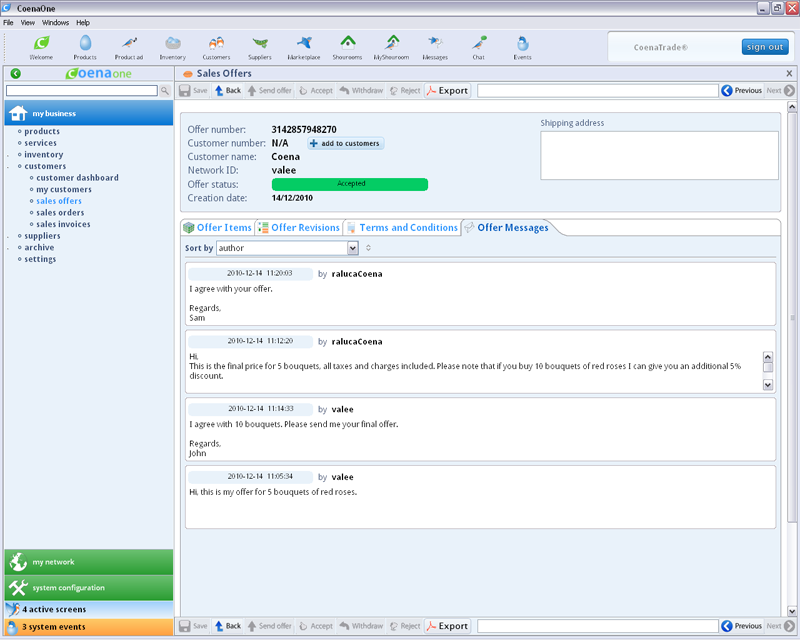 CoenaOne
File View Windows Help
Welcome Products Product ad Inventory Customers Suppliers Marketplace Showrooms MyShowroom Messages Chat Events
CoenaTrade® sign out
Coenaone
Sales Offers X
Save Back Send offer Accept Withdraw Reject Export Previous Next
my business
products
services
inventory
customers
customer dashboard
my customers
sales offers
sales orders
sales invoices
suppliers
archive
settings
Offer number: 3142857948270
Customer number: N/A add to customers
Customer name: Coena
Network ID: valee
Offer status: Accepted
Creation date: 14/12/2010
Shipping address
Offer Items Offer Revisions Terms and Conditions Offer Messages
Sort by author
2010-12-14 11:20:03 by ralucaCoena
I agree with your offer.
Regards,
Sam
2010-12-14 11:12:20 by ralucaCoena
Hi,
This is the final price for 5 bouquets, all taxes and charges included. Please note that if you buy 10 bouquets of red roses I can give you an additional 5%
discount.
2010-12-14 11:14:33 by valee
I agree with 10 bouquets. Please send me your final offer.
Regards,
John
2010-12-14 11:05:34 by valee
Hi, this is my offer for 5 bouquets of red roses.
my network
system configuration
4 active screens
3 system events
Save Back Send offer Accept Withdraw Reject Export Previous Next